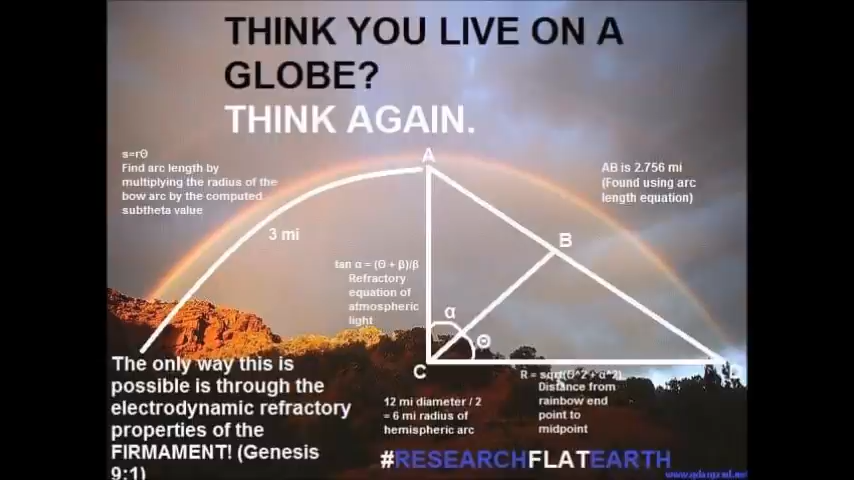 THINK YOU LIVE ON A
GLOBE?
THINK AGAIN.
s=rΘ
Find arc length by
multiplying the radius of the
bow arc by the computed
subtheta value
A
AB is 2.756 mi
(Found using arc
length equation)
3 mi
B
tan α = (Θ + β)/β
Refractory
equation of
atmospheric
light
α
Θ
C
The only way this is
possible is through the
electrodynamic refractory
properties of the
FIRMAMENT! (Genesis
9:1)
12 mi diameter / 2
= 6 mi radius of
hemispheric arc
R = sqrt(Θ^2 + α^2)
Distance from
rainbow end
point to
midpoint
#RESEARCHFLATEARTH